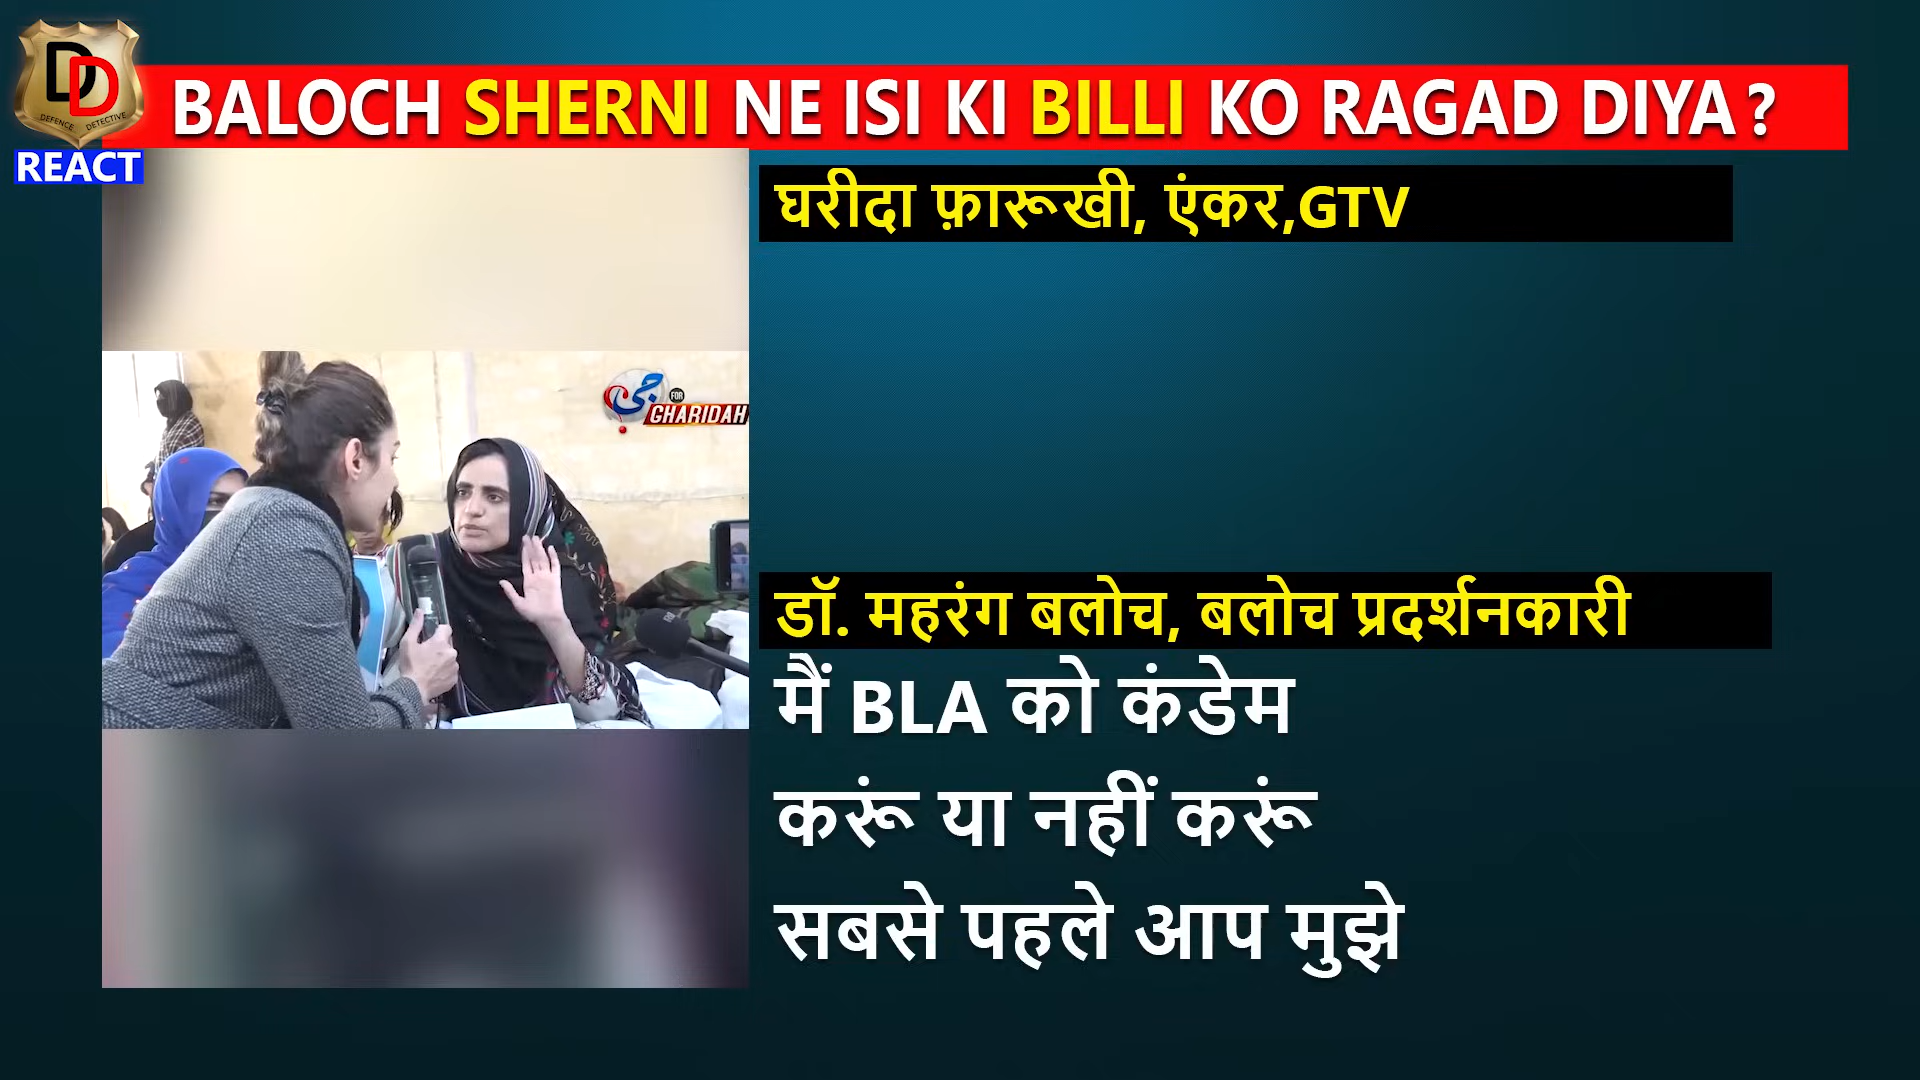 DD
DEFENCE DETECTIVE
REACT
BALOCH SHERNI NE ISI KI BILLI KO RAGAD DIYA?
घरीदा फ़ारूखी, एंकर,GTV
جی FOR GHARIDAH
डॉ. महरंग बलोच, बलोच प्रदर्शनकारी
मैं BLA को कंडेम
करूं या नहीं करूं
सबसे पहले आप मुझे